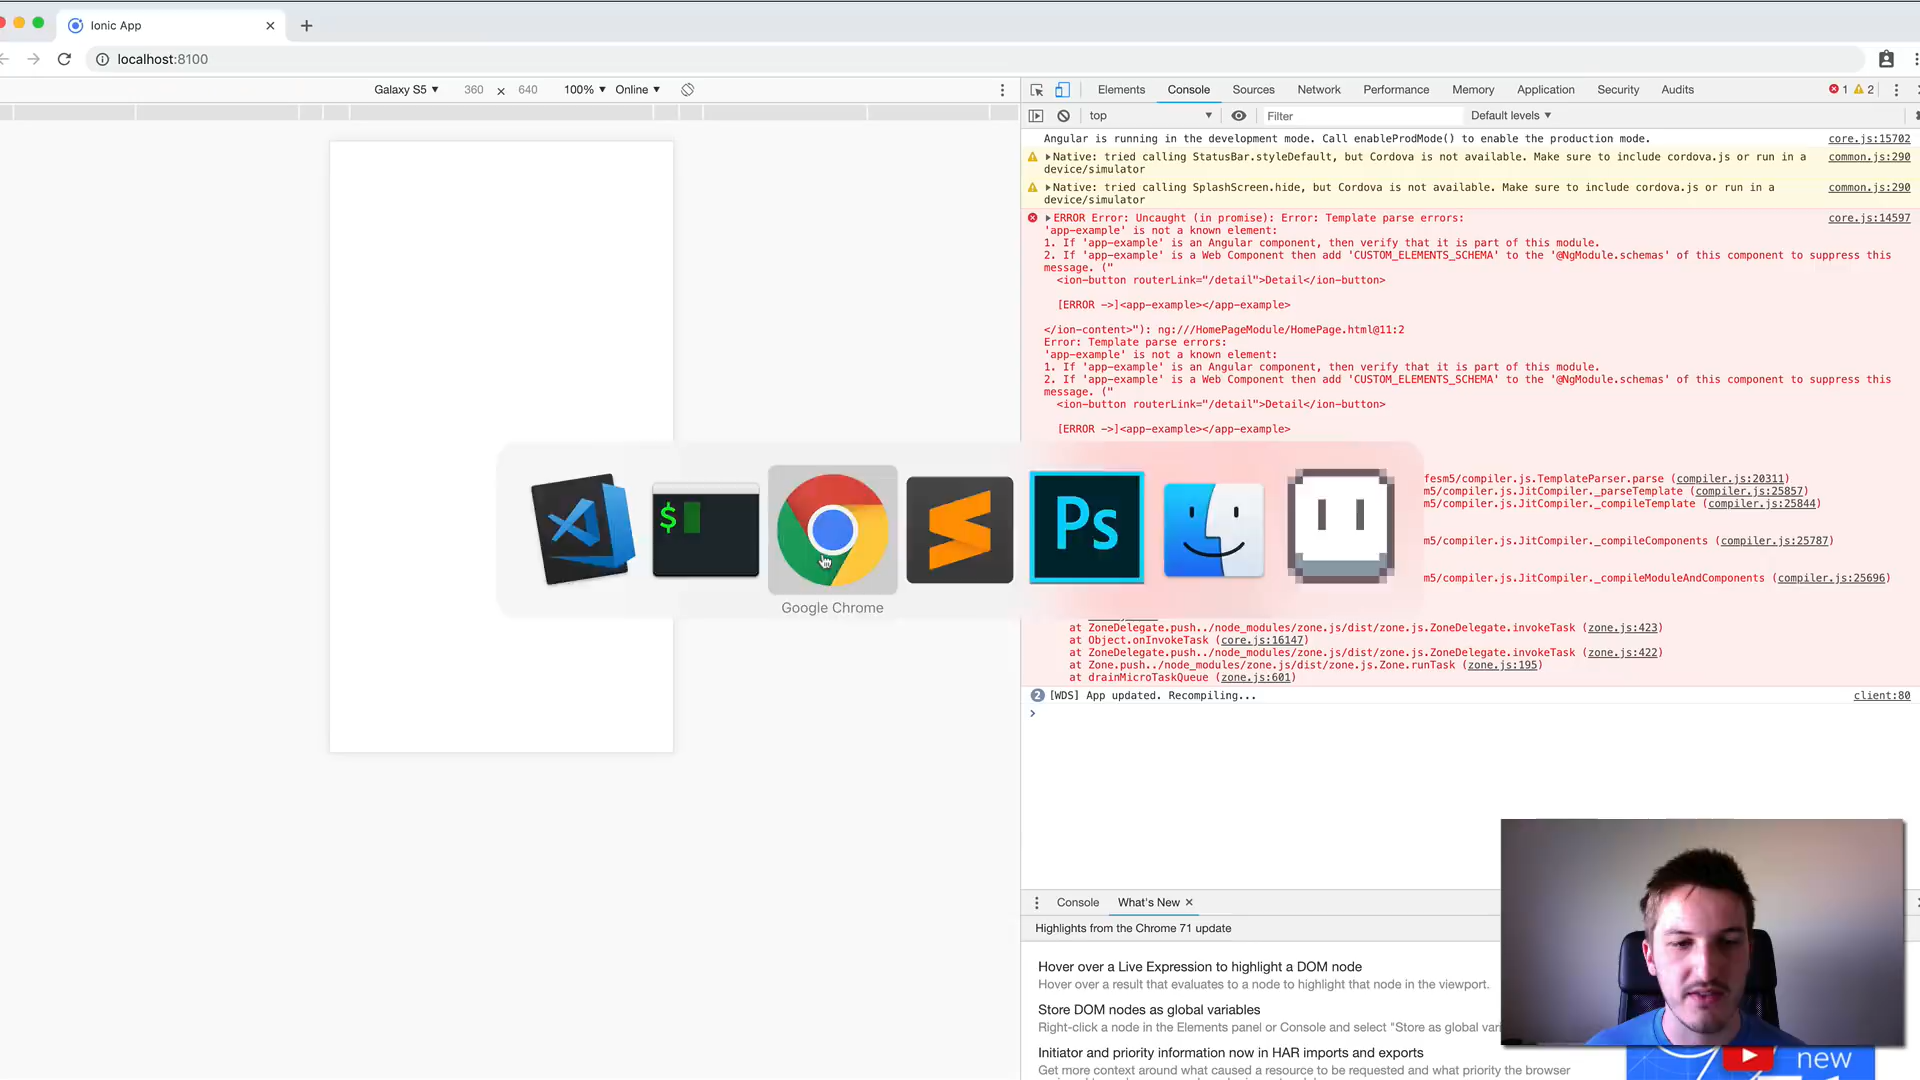 Ionic App
localhost:8100
Galaxy S5 ▼ 360 x 640 100% ▼ Online ▼
Elements Console Sources Network Performance Memory Application Security Audits 1 2
top ▼ Filter Default levels ▼
Angular is running in the development mode. Call enableProdMode() to enable the production mode. core.js:15702
Native: tried calling StatusBar.styleDefault, but Cordova is not available. Make sure to include cordova.js or run in a common.js:290
device/simulator
Native: tried calling SplashScreen.hide, but Cordova is not available. Make sure to include cordova.js or run in a common.js:290
device/simulator
ERROR Error: Uncaught (in promise): Error: Template parse errors: core.js:14597
'app-example' is not a known element:
1. If 'app-example' is an Angular component, then verify that it is part of this module.
2. If 'app-example' is a Web Component then add 'CUSTOM_ELEMENTS_SCHEMA' to the '@NgModule.schemas' of this component to suppress this
message. ("
<ion-button routerLink="/detail">Detail</ion-button>
[ERROR ->]<app-example></app-example>
</ion-content>"): ng:///HomePageModule/HomePage.html@11:2
Error: Template parse errors:
'app-example' is not a known element:
1. If 'app-example' is an Angular component, then verify that it is part of this module.
2. If 'app-example' is a Web Component then add 'CUSTOM_ELEMENTS_SCHEMA' to the '@NgModule.schemas' of this component to suppress this
message. ("
<ion-button routerLink="/detail">Detail</ion-button>
[ERROR ->]<app-example></app-example>
fesm5/compiler.js.TemplateParser.parse (compiler.js:20311)
m5/compiler.js.JitCompiler._parseTemplate (compiler.js:25857)
m5/compiler.js.JitCompiler._compileTemplate (compiler.js:25844)
m5/compiler.js.JitCompiler._compileComponents (compiler.js:25787)
m5/compiler.js.JitCompiler._compileModuleAndComponents (compiler.js:25696)
$
Ps
Google Chrome
at ZoneDelegate.push../node_modules/zone.js/dist/zone.js.ZoneDelegate.invokeTask (zone.js:423)
at Object.onInvokeTask (core.js:16147)
at ZoneDelegate.push../node_modules/zone.js/dist/zone.js.ZoneDelegate.invokeTask (zone.js:422)
at Zone.push../node_modules/zone.js/dist/zone.js.Zone.runTask (zone.js:195)
at drainMicroTaskQueue (zone.js:601)
2 [WDS] App updated. Recompiling... client:80
Console What's New
Highlights from the Chrome 71 update
Hover over a Live Expression to highlight a DOM node
Hover over a result that evaluates to a node to highlight that node in the viewport.
Store DOM nodes as global variables
Right-click a node in the Elements panel or Console and select "Store as global
Initiator and priority information now in HAR imports and exports
Get more context around what caused a resource to be requested and what priority the browser
new